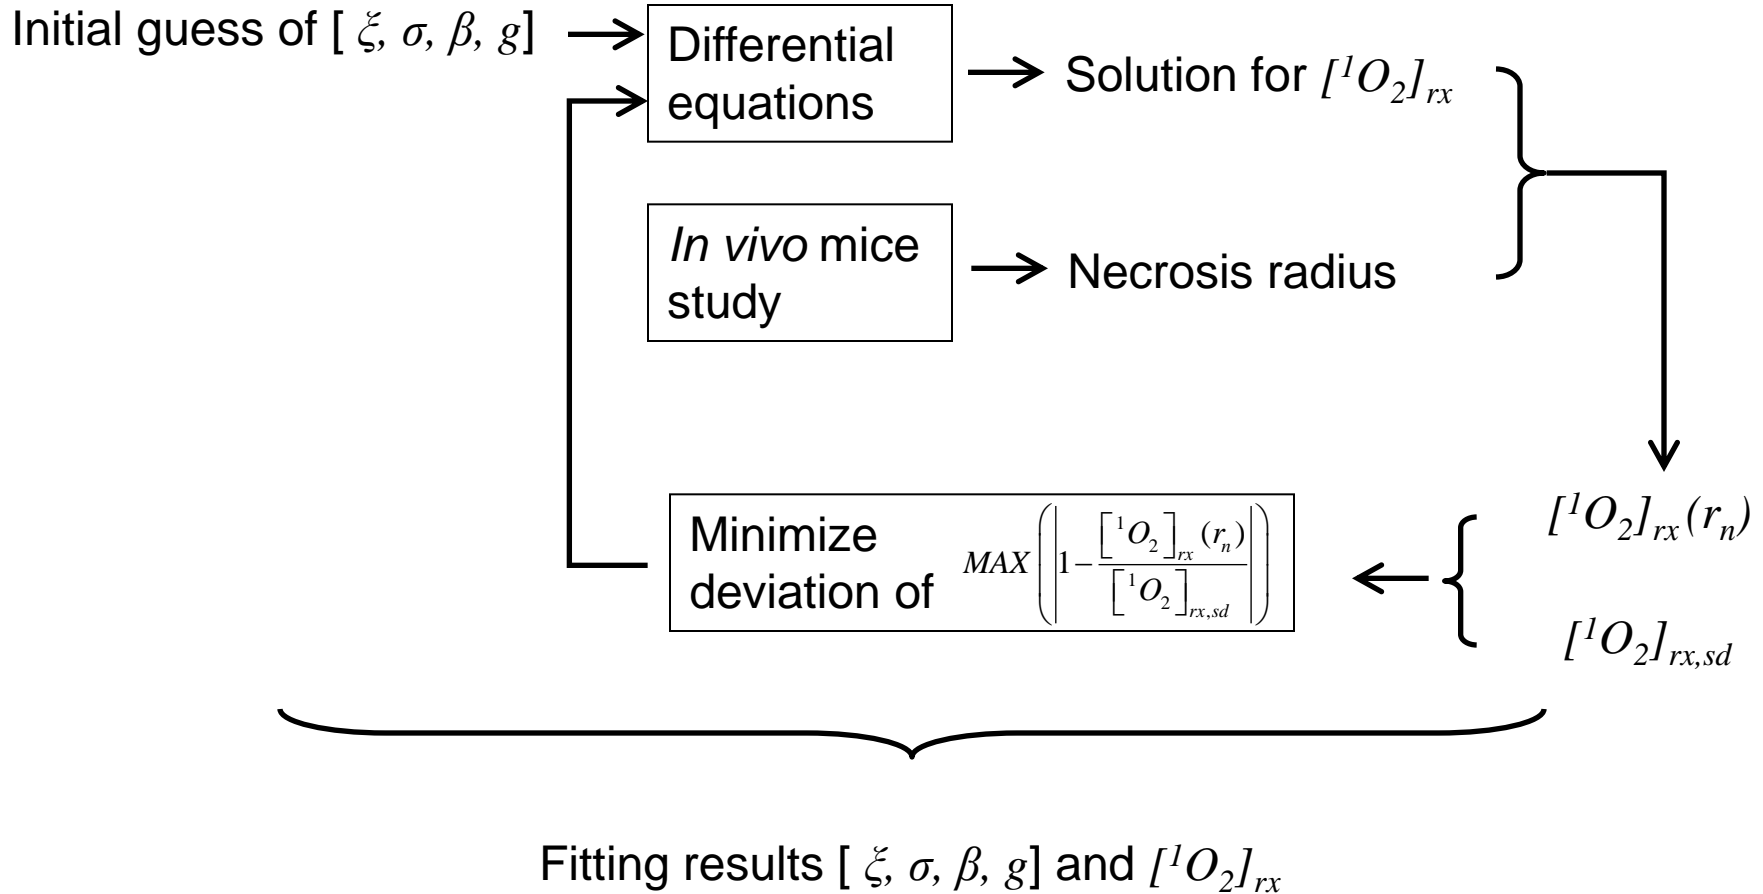 Initial guess of [ ξ, σ, β, g]
Differential
equations
Solution for [¹O₂]ᵣₓ
In vivo mice
study
Necrosis radius
[¹O₂]ᵣₓ (rₙ)
Minimize
deviation of
MAX(|1 − [¹O₂]ᵣₓ (rₙ) / [¹O₂]_{rx,sd}|)
[¹O₂]_{rx,sd}
Fitting results [ ξ, σ, β, g] and [¹O₂]ᵣₓ